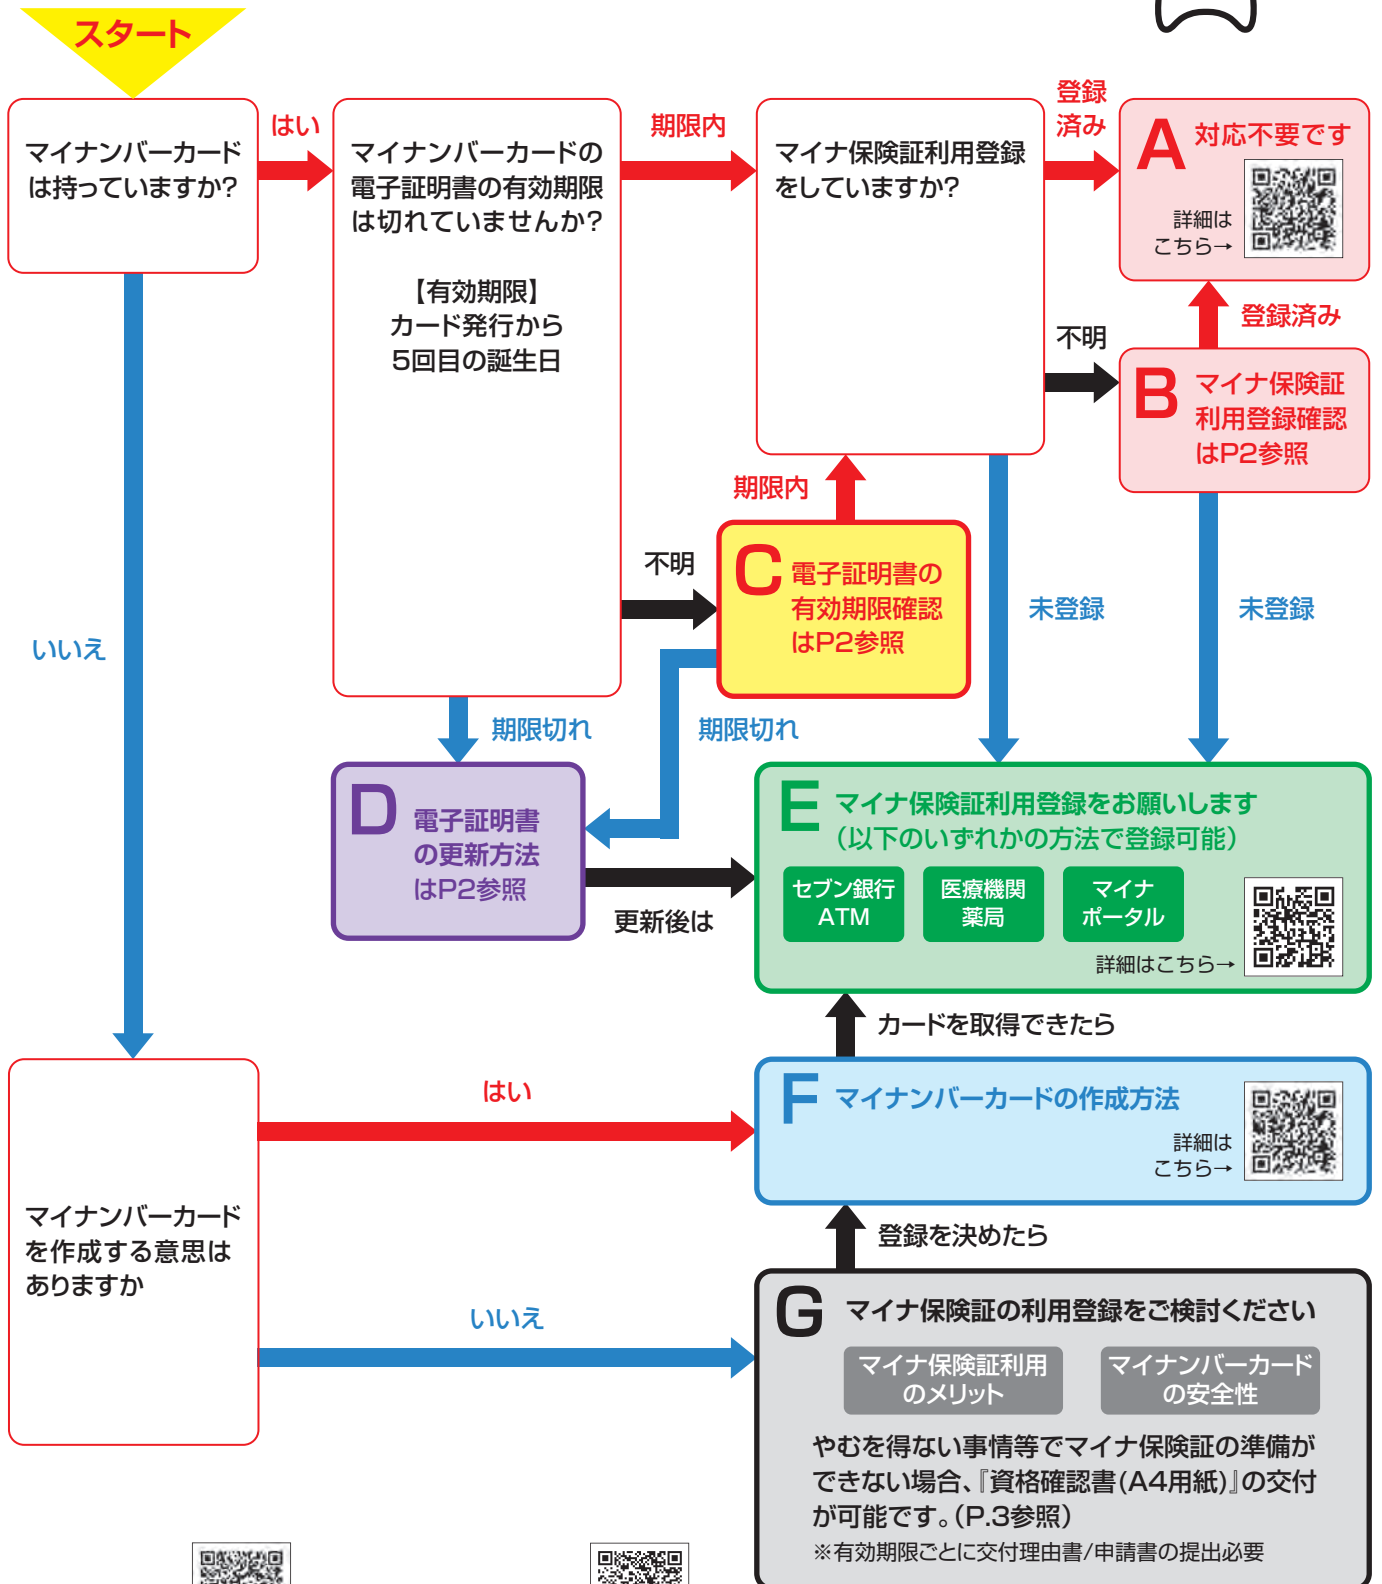 スタート
マイナンバーカード
は持っていますか?
はい
マイナンバーカードの
電子証明書の有効期限
は切れていませんか?
【有効期限】
カード発行から
5回目の誕生日
期限内
マイナ保険証利用登録
をしていますか?
登録
済み
A 対応不要です
詳細は
こちら→
登録済み
不明
B マイナ保険証
利用登録確認
はP2参照
期限内
不明
C 電子証明書の
有効期限確認
はP2参照
未登録
未登録
いいえ
期限切れ
期限切れ
D 電子証明書
の更新方法
はP2参照
更新後は
E マイナ保険証利用登録をお願いします
(以下のいずれかの方法で登録可能)
セブン銀行
ATM
医療機関
薬局
マイナ
ポータル
詳細はこちら→
カードを取得できたら
はい
F マイナンバーカードの作成方法
詳細は
こちら→
マイナンバーカード
を作成する意思は
ありますか
登録を決めたら
いいえ
G マイナ保険証の利用登録をご検討ください
マイナ保険証利用
のメリット
マイナンバーカード
の安全性
やむを得ない事情等でマイナ保険証の準備が
できない場合、『資格確認書(A4用紙)』の交付
が可能です。(P.3参照)
※有効期限ごとに交付理由書/申請書の提出必要